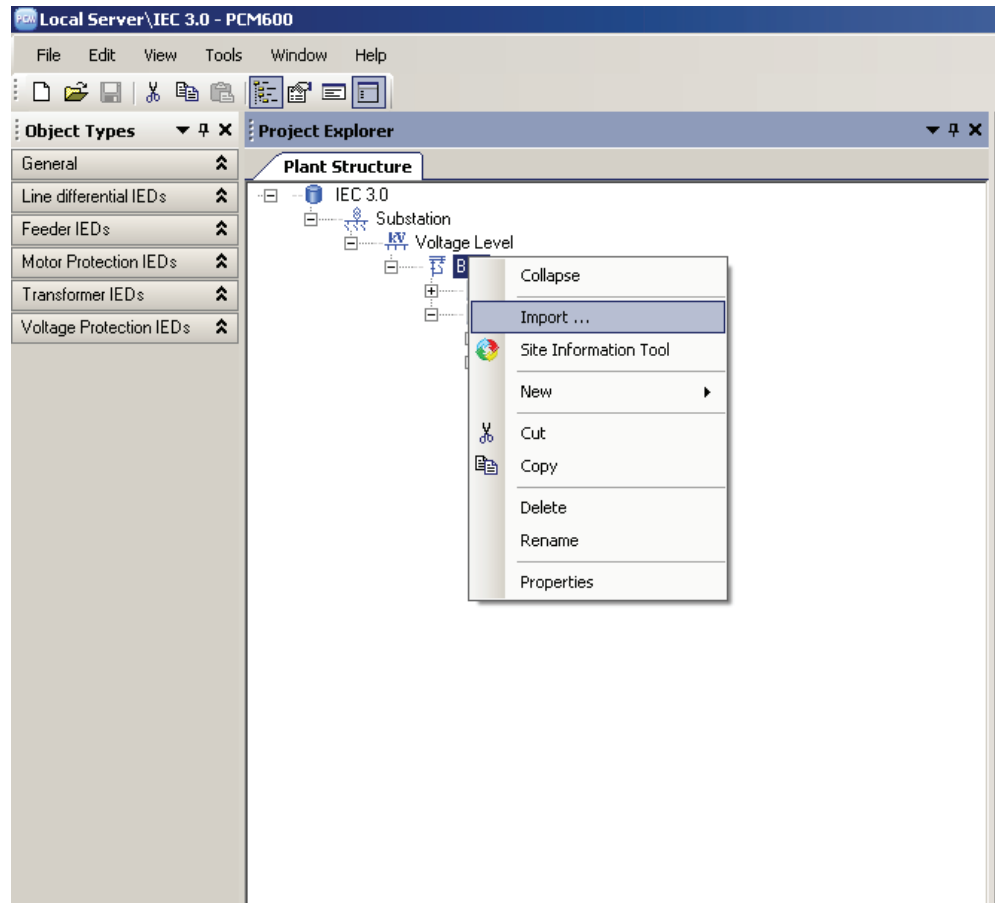 Local Server\IEC 3.0 - PCM600
File Edit View Tools Window Help
Object Types
Project Explorer
General
Plant Structure
Line differential IEDs
IEC 3.0
Feeder IEDs
Substation
Motor Protection IEDs
kV Voltage Level
Transformer IEDs
B
Voltage Protection IEDs
Collapse
Import ...
Site Information Tool
New
Cut
Copy
Delete
Rename
Properties